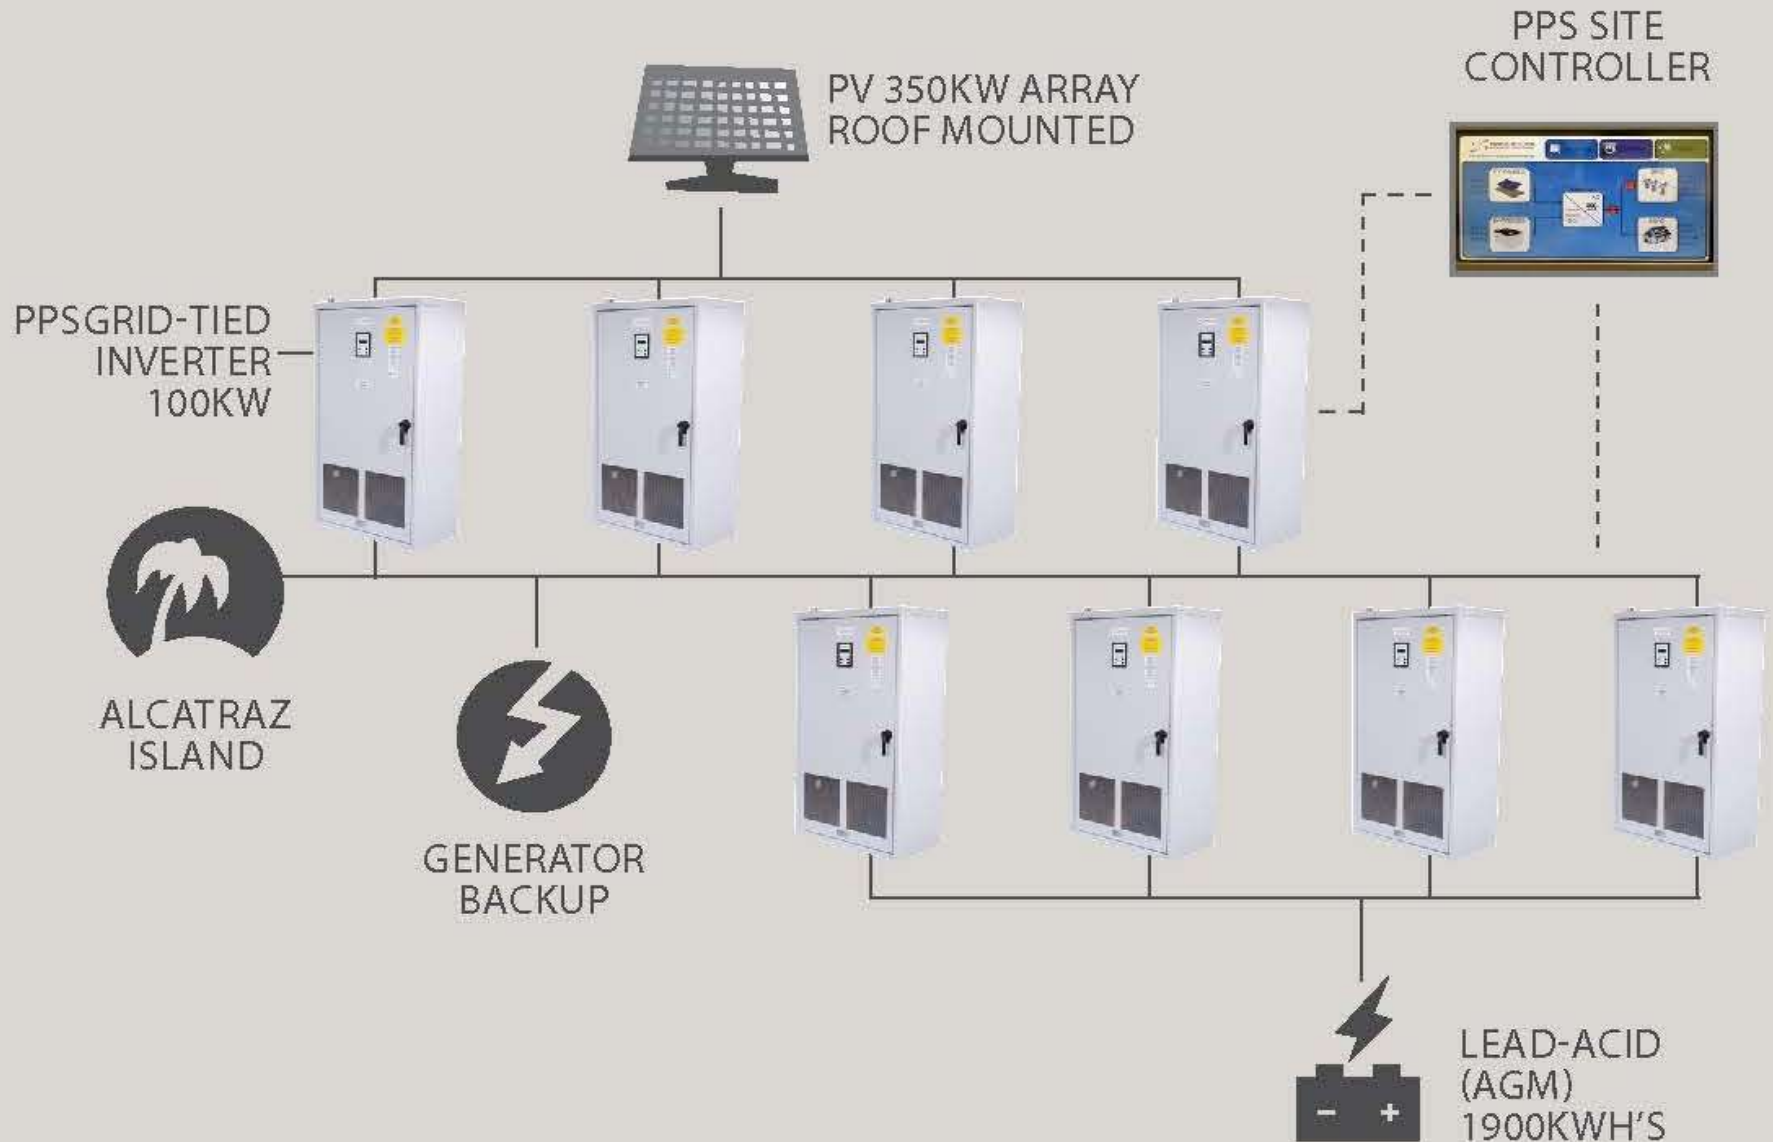 PPS SITE
CONTROLLER
PV 350KW ARRAY
ROOF MOUNTED
PPSGRID-TIED
INVERTER
100KW
ALCATRAZ
ISLAND
GENERATOR
BACKUP
LEAD-ACID
(AGM)
1900KWH'S